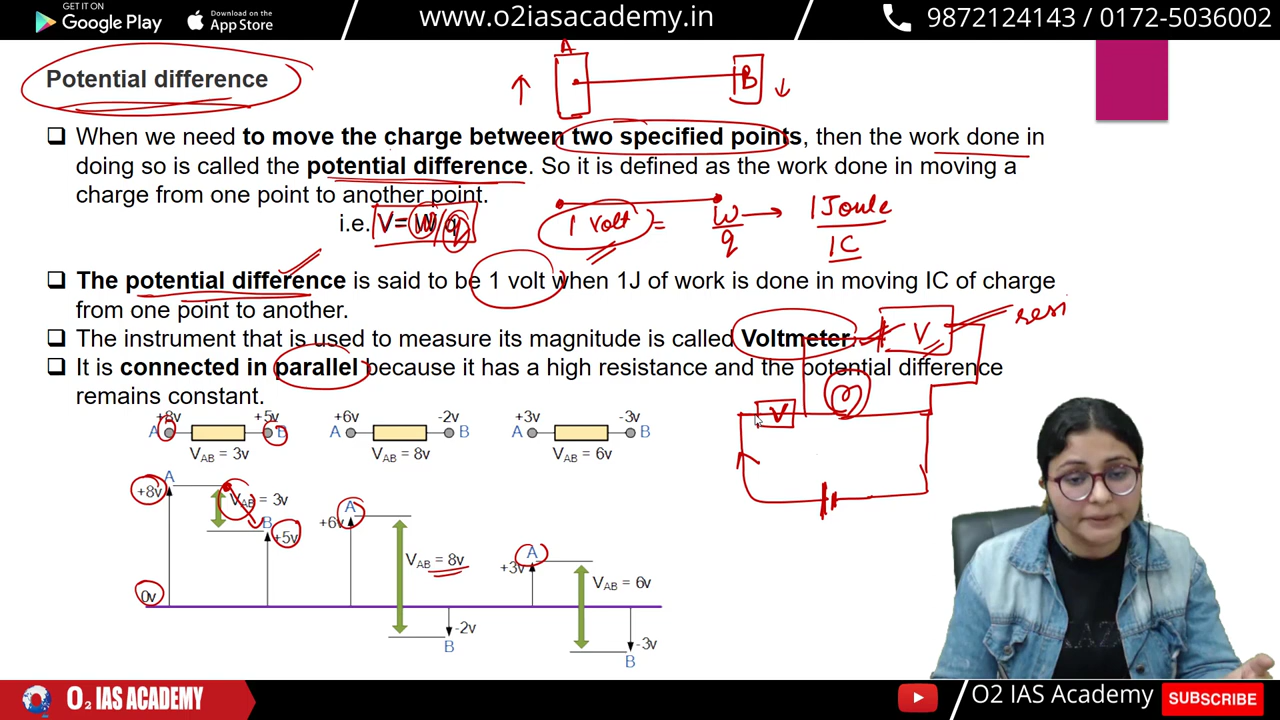 GET IT ON
Google Play
Download on the
App Store
www.o2iasacademy.in
9872124143 / 0172-5036002
A
B
Potential difference
When we need to move the charge between two specified points, then the work done in
doing so is called the potential difference. So it is defined as the work done in moving a
charge from one point to another point.
i.e. V= W/q
1 Volt = W/q → 1 Joule/1C
The potential difference is said to be 1 volt when 1J of work is done in moving IC of charge
from one point to another.
The instrument that is used to measure its magnitude is called Voltmeter.
V
resi
It is connected in parallel because it has a high resistance and the potential difference
remains constant.
V
+8v +5v +6v -2v +3v -3v
A B A B A B
VAB = 3v VAB = 8v VAB = 6v
A
+8v
VAB = 3v
B
+5v
A
+6v
VAB = 8v
A
+3v
VAB = 6v
0v
-2v
B
-3v
B
O2 IAS ACADEMY
O2 IAS Academy
SUBSCRIBE